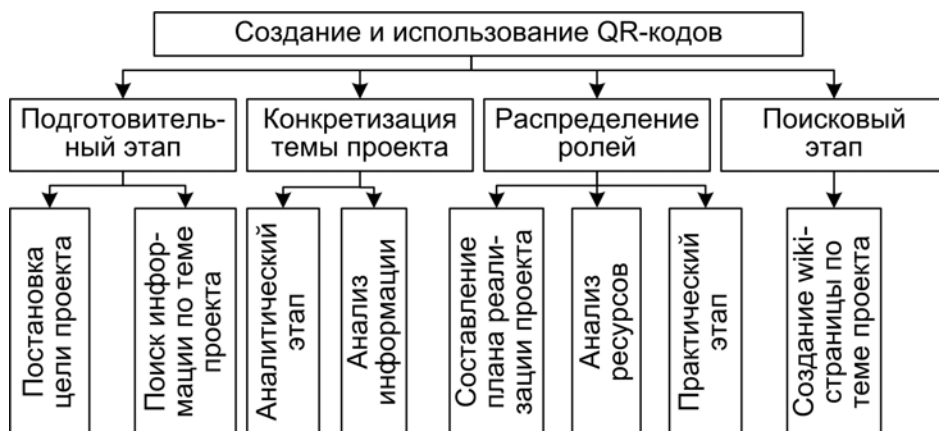 Создание и использование QR-кодов
Подготовитель-
ный этап
Конкретизация
темы проекта
Распределение
ролей
Поисковый
этап
Постановка
цели проекта
Поиск инфор-
мации по теме
проекта
Аналитический
этап
Анализ
информации
Составление
плана реали-
зации проекта
Анализ
ресурсов
Практический
этап
Создание wiki-
страницы по
теме проекта